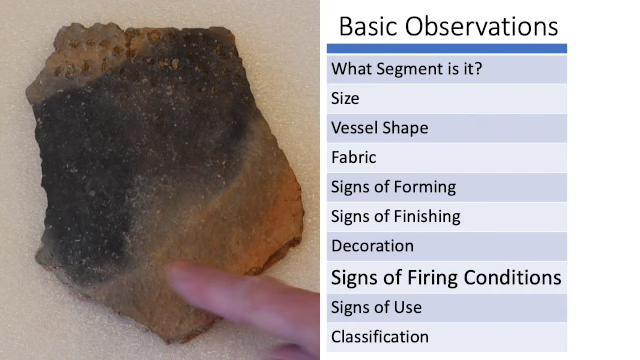 Basic Observations
What Segment is it?
Size
Vessel Shape
Fabric
Signs of Forming
Signs of Finishing
Decoration
Signs of Firing Conditions
Signs of Use
Classification